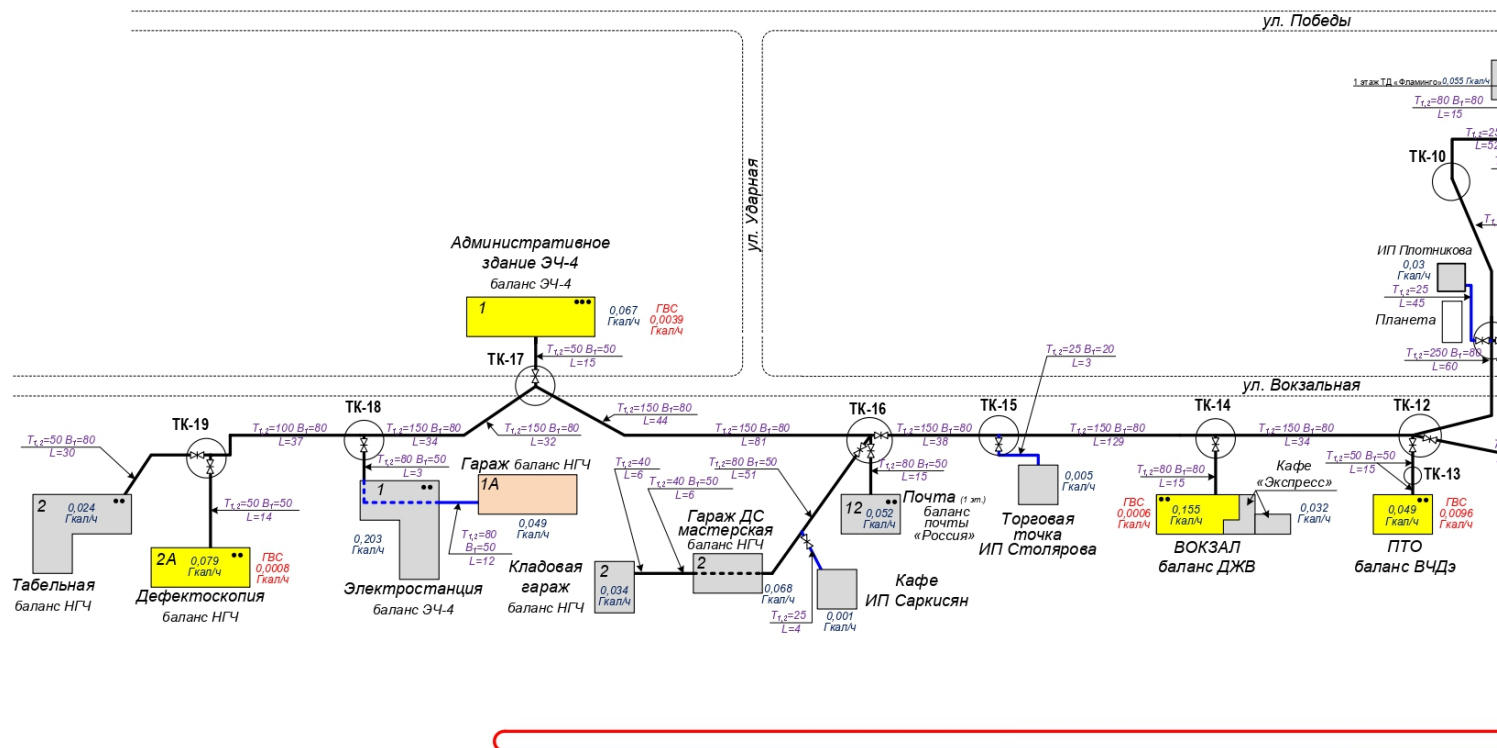 ул. Победы
ул. Ударная
1 этаж ТД «Фламинго» 0,055 Гкал/ч
Т1,2=80 В1=80
L=15
Т1,2=25
L=52
ТК-10
Т1,
ИП Плотникова
0,03
Гкал/ч
Т1,2=25
L=45
Планета
Т1,2=250 В1=80
L=60
Административное
здание ЭЧ-4
баланс ЭЧ-4
1
0,067
Гкал/ч
ГВС
0,0039
Гкал/ч
Т1,2=50 В1=50
L=15
ТК-17
Т1,2=25 В1=20
L=3
ул. Вокзальная
ТК-19
ТК-18
Т1,2=150 В1=80
L=44
ТК-16
ТК-15
ТК-14
ТК-12
Т1,2=50 В1=80
L=30
Т1,2=100 В1=80
L=37
Т1,2=150 В1=80
L=34
Т1,2=150 В1=80
L=32
Т1,2=150 В1=80
L=81
Т1,2=150 В1=80
L=38
Т1,2=150 В1=80
L=129
Т1,2=150 В1=80
L=34
Т1,2=80 В1=50
L=3
Гараж баланс НГЧ
1А
0,049
Гкал/ч
Т1,2=40
L=6
Т1,2=40 В1=50
L=6
Т1,2=80 В1=50
L=51
Т1,2=80 В1=50
L=15
Т1,2=80 В1=80
L=15
Кафе
«Экспресс»
Т1,2=50 В1=50
L=15
ТК-13
2
0,024
Гкал/ч
Табельная
баланс НГЧ
Т1,2=50 В1=50
L=14
2А
0,079
Гкал/ч
ГВС
0,0008
Гкал/ч
Дефектоскопия
баланс НГЧ
1
0,203
Гкал/ч
Электростанция
баланс ЭЧ-4
Т1,2=80
В1=50
L=12
Кладовая
гараж
баланс НГЧ
2
0,034
Гкал/ч
Гараж ДС
мастерская
баланс НГЧ
2
0,068
Гкал/ч
Т1,2=25
L=4
12
0,052
Гкал/ч
Почта (1 эт.)
баланс
почты
«Россия»
Кафе
ИП Саркисян
0,001
Гкал/ч
0,005
Гкал/ч
Торговая
точка
ИП Столярова
ГВС
0,0006
Гкал/ч
0,155
Гкал/ч
0,032
Гкал/ч
ВОКЗАЛ
баланс ДЖВ
0,049
Гкал/ч
ГВС
0,0096
Гкал/ч
ПТО
баланс ВЧДэ